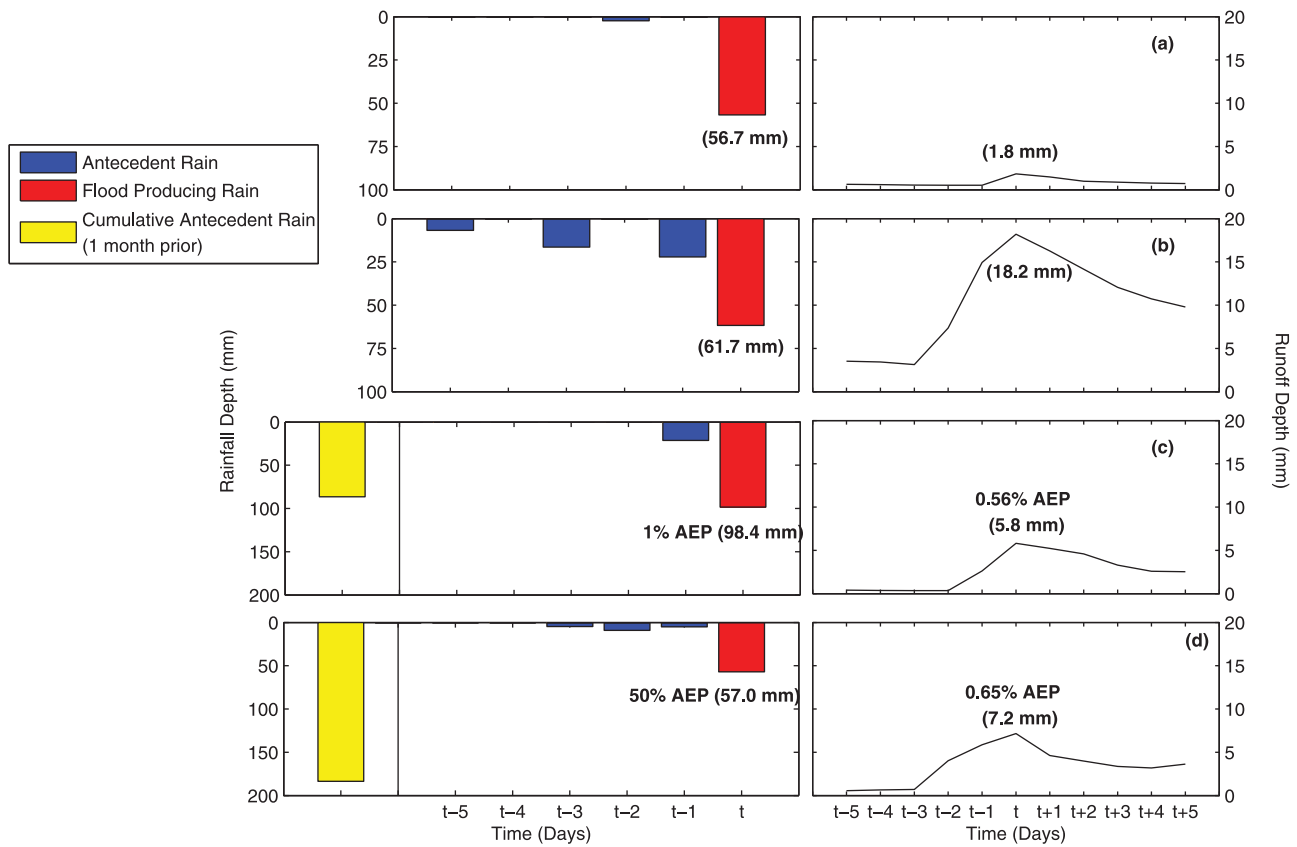 Antecedent Rain
Flood Producing Rain
Cumulative Antecedent Rain
(1 month prior)
Rainfall Depth (mm)
Runoff Depth (mm)
0
25
50
75
100
(56.7 mm)
(a)
(1.8 mm)
20
15
10
5
0
0
25
50
75
100
(61.7 mm)
(b)
(18.2 mm)
20
15
10
5
0
0
50
100
150
200
1% AEP (98.4 mm)
(c)
0.56% AEP
(5.8 mm)
20
15
10
5
0
0
50
100
150
200
50% AEP (57.0 mm)
(d)
0.65% AEP
(7.2 mm)
20
15
10
5
0
t−5 t−4 t−3 t−2 t−1 t
Time (Days)
t−5 t−4 t−3 t−2 t−1 t t+1 t+2 t+3 t+4 t+5
Time (Days)